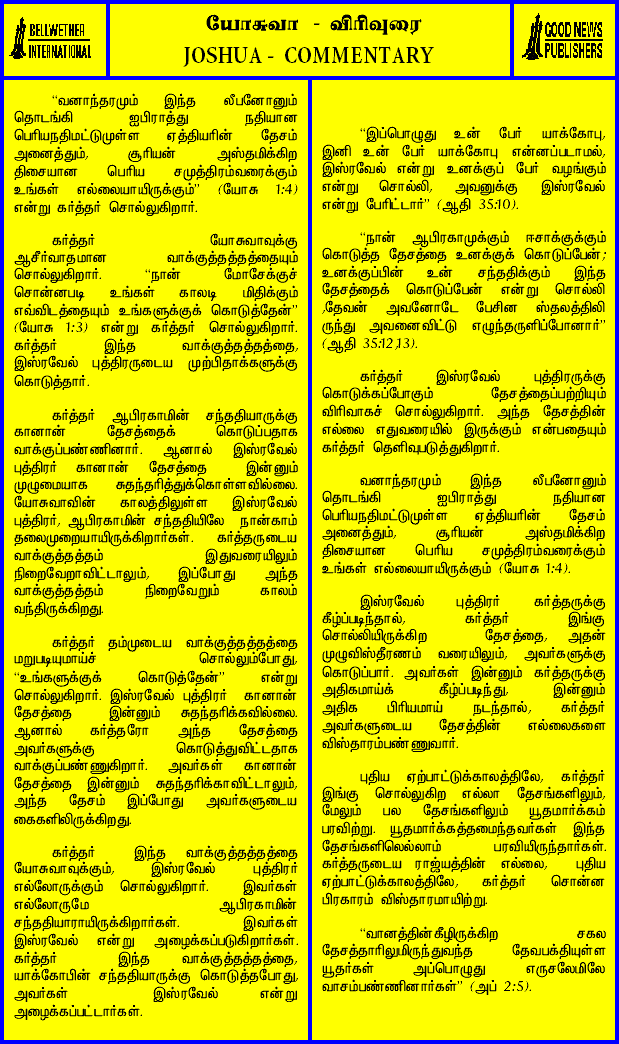 BELLWETHER
INTERNATIONAL
யோசுவா - விரிவுரை
JOSHUA - COMMENTARY
GOOD NEWS
PUBLISHERS
“வனாந்தரமும் இந்த லீபனோனும்
தொடங்கி ஐபிராத்து நதியான
பெரியநதிமட்டுமுள்ள ஏத்தியரின் தேசம்
அனைத்தும், சூரியன் அஸ்தமிக்கிற
திசையான பெரிய சமுத்திரம்வரைக்கும்
உங்கள் எல்லையாயிருக்கும்” (யோசு 1:4)
என்று கர்த்தர் சொல்லுகிறார்.
கர்த்தர் யோசுவாவுக்கு
ஆசீர்வாதமான வாக்குத்தத்தத்தையும்
சொல்லுகிறார். “நான் மோசேக்குச்
சொன்னபடி உங்கள் காலடி மிதிக்கும்
எவ்விடத்தையும் உங்களுக்குக் கொடுத்தேன்”
(யோசு 1:3) என்று கர்த்தர் சொல்லுகிறார்.
கர்த்தர் இந்த வாக்குத்தத்தத்தை,
இஸ்ரவேல் புத்திரருடைய முற்பிதாக்களுக்கு
கொடுத்தார்.
கர்த்தர் ஆபிரகாமின் சந்ததியாருக்கு
கானான் தேசத்தைக் கொடுப்பதாக
வாக்குப்பண்ணினார். ஆனால் இஸ்ரவேல்
புத்திரர் கானான் தேசத்தை இன்னும்
முழுமையாக சுதந்தரித்துக்கொள்ளவில்லை.
யோசுவாவின் காலத்திலுள்ள இஸ்ரவேல்
புத்திரர், ஆபிரகாமின் சந்ததியிலே நான்காம்
தலைமுறையாயிருக்கிறார்கள். கர்த்தருடைய
வாக்குத்தத்தம் இதுவரையிலும்
நிறைவேறாவிட்டாலும், இப்போது அந்த
வாக்குத்தத்தம் நிறைவேறும் காலம்
வந்திருக்கிறது.
கர்த்தர் தம்முடைய வாக்குத்தத்தத்தை
மறுபடியுமாய்ச் சொல்லும்போது,
“உங்களுக்குக் கொடுத்தேன்” என்று
சொல்லுகிறார். இஸ்ரவேல் புத்திரர் கானான்
தேசத்தை இன்னும் சுதந்தரிக்கவில்லை.
ஆனால் கர்த்தரோ அந்த தேசத்தை
அவர்களுக்கு கொடுத்துவிட்டதாக
வாக்குப்பண்ணுகிறார். அவர்கள் கானான்
தேசத்தை இன்னும் சுதந்தரிக்காவிட்டாலும்,
அந்த தேசம் இப்போது அவர்களுடைய
கைகளிலிருக்கிறது.
கர்த்தர் இந்த வாக்குத்தத்தத்தை
யோசுவாவுக்கும், இஸ்ரவேல் புத்திரர்
எல்லோருக்கும் சொல்லுகிறார். இவர்கள்
எல்லோருமே ஆபிரகாமின்
சந்ததியாராயிருக்கிறார்கள். இவர்கள்
இஸ்ரவேல் என்று அழைக்கப்படுகிறார்கள்.
கர்த்தர் இந்த வாக்குத்தத்தத்தை,
யாக்கோபின் சந்ததியாருக்கு கொடுத்தபோது,
அவர்கள் இஸ்ரவேல் என்று
அழைக்கப்பட்டார்கள்.
“இப்பொழுது உன் பேர் யாக்கோபு,
இனி உன் பேர் யாக்கோபு என்னப்படாமல்,
இஸ்ரவேல் என்று உனக்குப் பேர் வழங்கும்
என்று சொல்லி, அவனுக்கு இஸ்ரவேல்
என்று பேரிட்டார்” (ஆதி 35:10).
“நான் ஆபிரகாமுக்கும் ஈசாக்குக்கும்
கொடுத்த தேசத்தை உனக்குக் கொடுப்பேன்;
உனக்குப்பின் உன் சந்ததிக்கும் இந்த
தேசத்தைக் கொடுப்பேன் என்று சொல்லி
,தேவன் அவனோடே பேசின ஸ்தலத்திலி
ருந்து அவனைவிட்டு எழுந்தருளிப்போனார்”
(ஆதி 35:12,13).
கர்த்தர் இஸ்ரவேல் புத்திரருக்கு
கொடுக்கப்போகும் தேசத்தைப்பற்றியும்
விரிவாகச் சொல்லுகிறார். அந்த தேசத்தின்
எல்லை எதுவரையில் இருக்கும் என்பதையும்
கர்த்தர் தெளிவுபடுத்துகிறார்.
வனாந்தரமும் இந்த லீபனோனும்
தொடங்கி ஐபிராத்து நதியான
பெரியநதிமட்டுமுள்ள ஏத்தியரின் தேசம்
அனைத்தும், சூரியன் அஸ்தமிக்கிற
திசையான பெரிய சமுத்திரம்வரைக்கும்
உங்கள் எல்லையாயிருக்கும் (யோசு 1:4).
இஸ்ரவேல் புத்திரர் கர்த்தருக்கு
கீழ்ப்படிந்தால், கர்த்தர் இங்கு
சொல்லியிருக்கிற தேசத்தை, அதன்
முழுவிஸ்தீரணம் வரையிலும், அவர்களுக்கு
கொடுப்பார். அவர்கள் இன்னும் கர்த்தருக்கு
அதிகமாய்க் கீழ்ப்படிந்து, இன்னும்
அதிக பிரியமாய் நடந்தால், கர்த்தர்
அவர்களுடைய தேசத்தின் எல்லைகளை
விஸ்தாரம்பண்ணுவார்.
புதிய ஏற்பாட்டுக்காலத்திலே, கர்த்தர்
இங்கு சொல்லுகிற எல்லா தேசங்களிலும்,
மேலும் பல தேசங்களிலும் யூதமார்க்கம்
பரவிற்று. யூதமார்க்கத்தமைந்தவர்கள் இந்த
தேசங்களிலெல்லாம் பரவியிருந்தார்கள்.
கர்த்தருடைய ராஜ்யத்தின் எல்லை, புதிய
ஏற்பாட்டுக்காலத்திலே, கர்த்தர் சொன்ன
பிரகாரம் விஸ்தாரமாயிற்று.
“வானத்தின்கீழிருக்கிற சகல
தேசத்தாரிலுமிருந்துவந்த தேவபக்தியுள்ள
யூதர்கள் அப்பொழுது எருசலேமிலே
வாசம்பண்ணினார்கள்” (அப் 2:5).